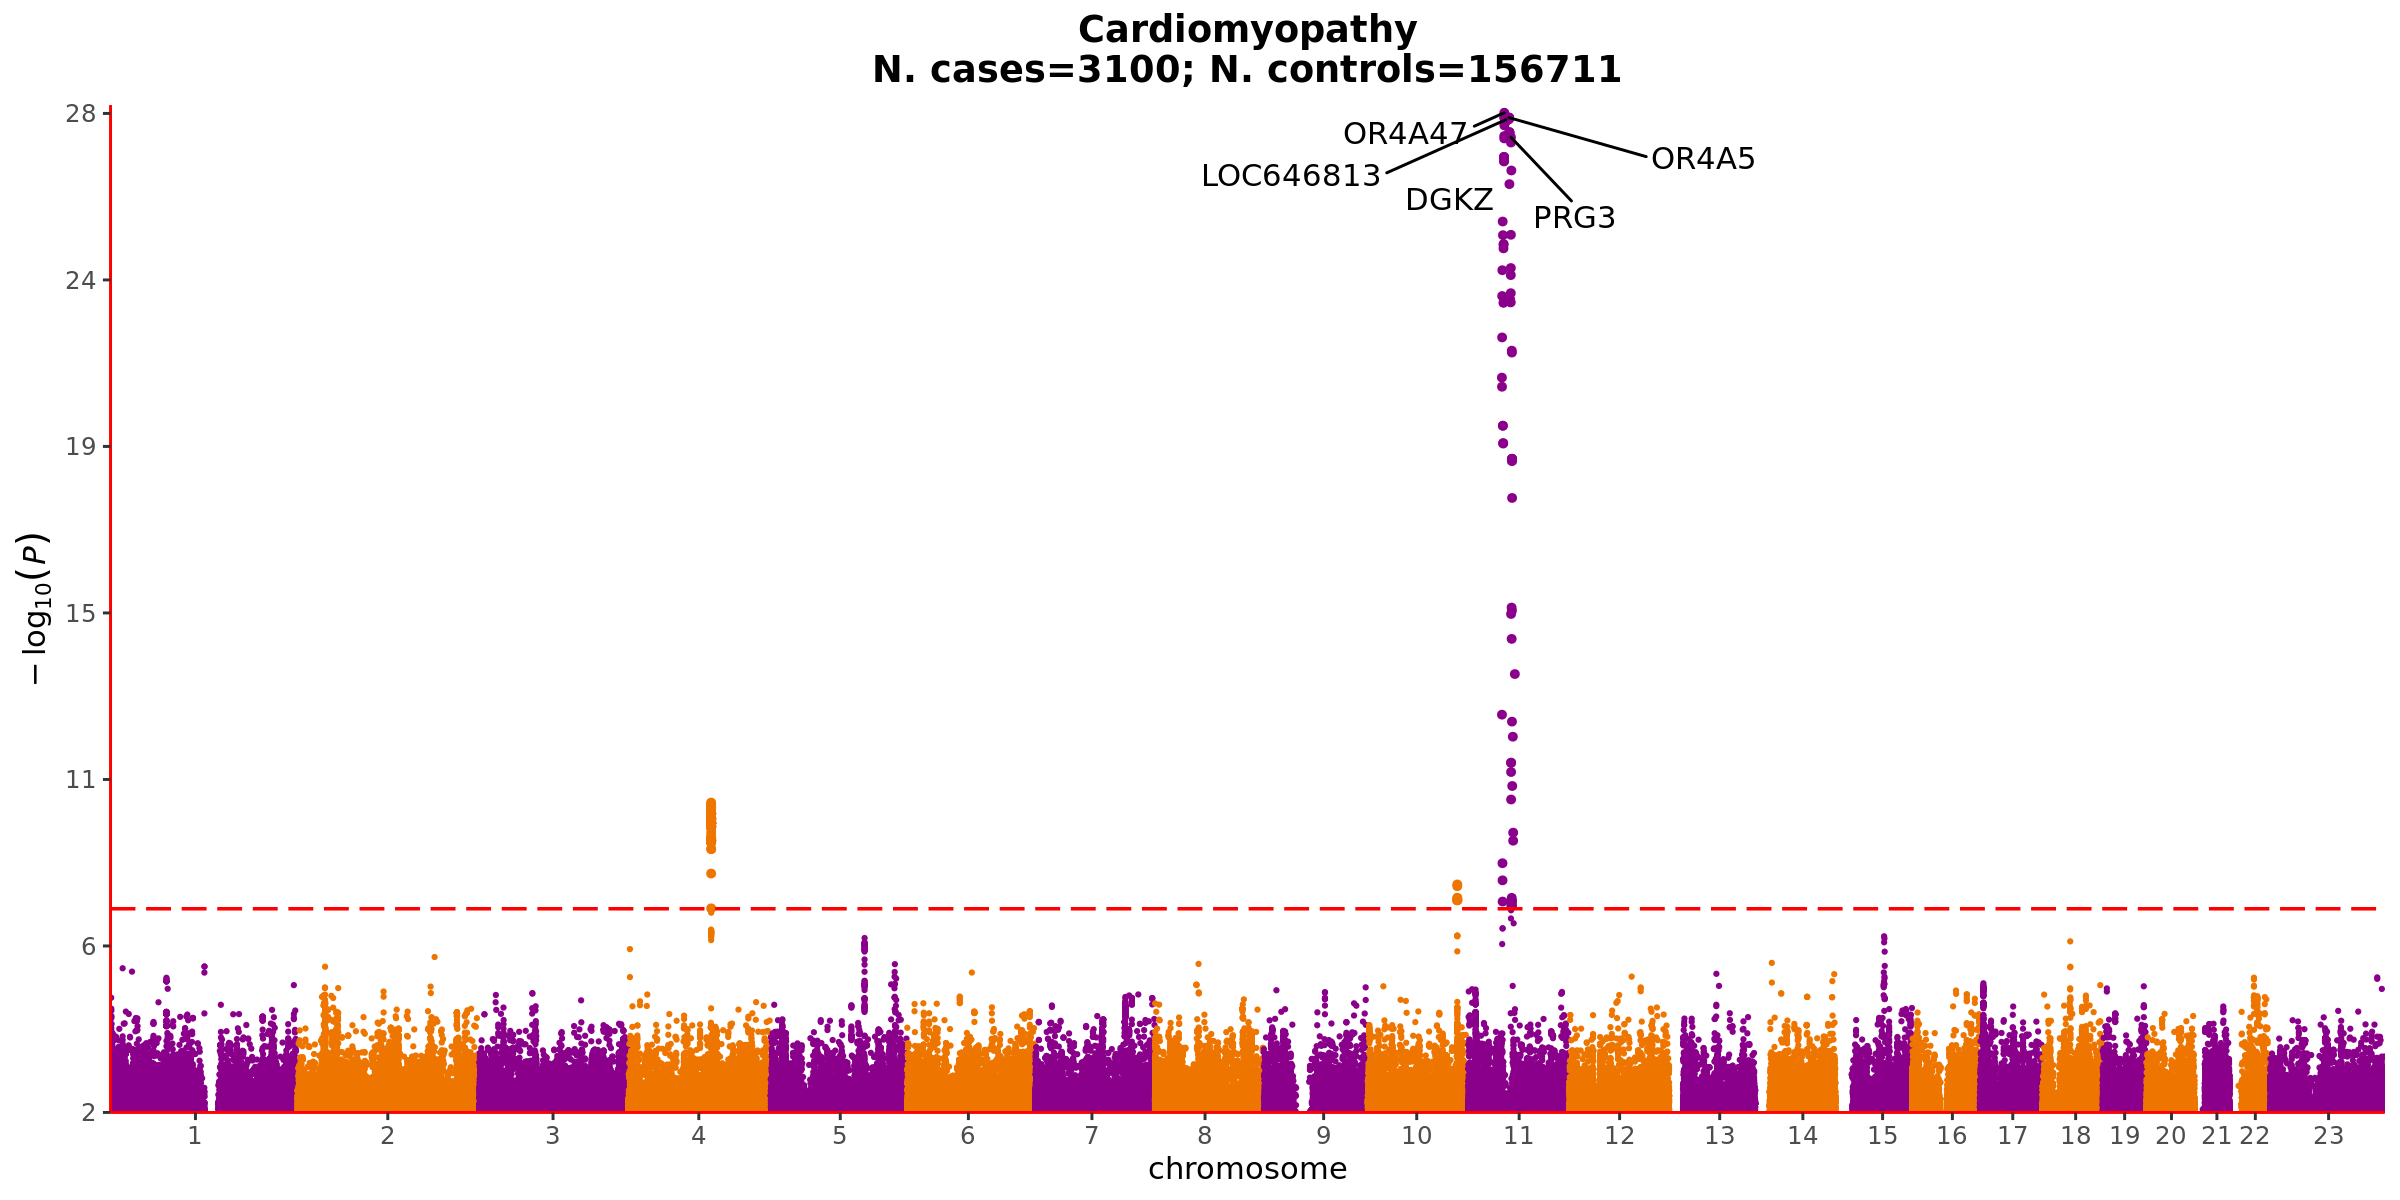 Cardiomyopathy
N. cases=3100; N. controls=156711
28
OR4A47
OR4A5
LOC646813
DGKZ
PRG3
24
19
15
11
6
2
− log10(P)
1 2 3 4 5 6 7 8 9 10 11 12 13 14 15 16 17 18 19 20 21 22 23
chromosome